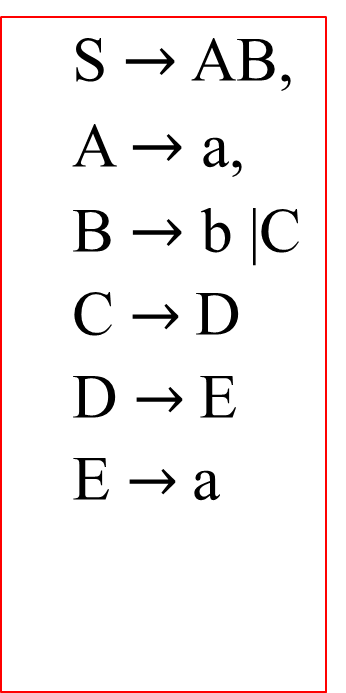 S → AB,
A → a,
B → b |C
C → D
D → E
E → a